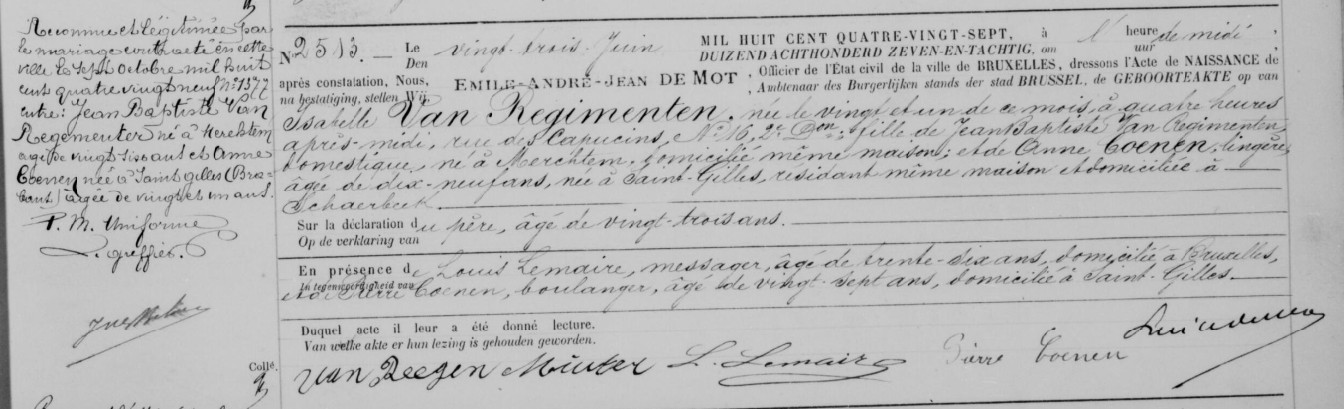 Reconnue et légitimée par
le mariage contracté en cette
ville le sept octobre mil huit
cent quatre vingt neuf, n° 1577
entre: Jean Baptiste Van
Regementer né à Merchtem
âgé de vingt six ans et Anne
Coenen née à Saint Gilles (Bra-
bant) âgée de vingt et un ans.
P. M. Uniforme
L. greffier.
Collé.
N° 2513. — Le vingt-trois Juin MIL HUIT CENT QUATRE-VINGT-SEPT, à l' heure de midi,
Den DUIZENDACHTHONDERD ZEVEN-EN-TACHTIG, om uur
après constatation, Nous, EMILE-ANDRÉ-JEAN DE MOT, Officier de l'État civil de la ville de BRUXELLES, dressons l'Acte de NAISSANCE de
na bestatiging, stellen Wij, Ambtenaar des Burgerlijken stands der stad BRUSSEL, de GEBOORTEAKTE op van
Isabelle Van Regimenten, née le vingt et un de ce mois, à quatre heures
après-midi, rue des Capucins, N° 16, 2e Don, fille de Jean Baptiste Van Regimenten,
domestique, né à Merchtem, domicilié même maison; et de Anne Coenen, lingère,
âgée de dix-neuf ans, née à Saint-Gilles, résidant même maison et domiciliée à
Schaerbeek
Sur la déclaration du père, âgé de vingt-trois ans.
Op de verklaring van
En présence de Louis Lemaire, messager, âgé de trente-six ans, domicilié à Bruxelles,
In tegenwoordigheid van
et de Pierre Coenen, boulanger, âgé de vingt-sept ans, domicilié à Saint-Gilles.
Duquel acte il leur a été donné lecture.
Van welke akte er hun lezing is gehouden geworden.
Van L. Lemaire Pierre Coenen